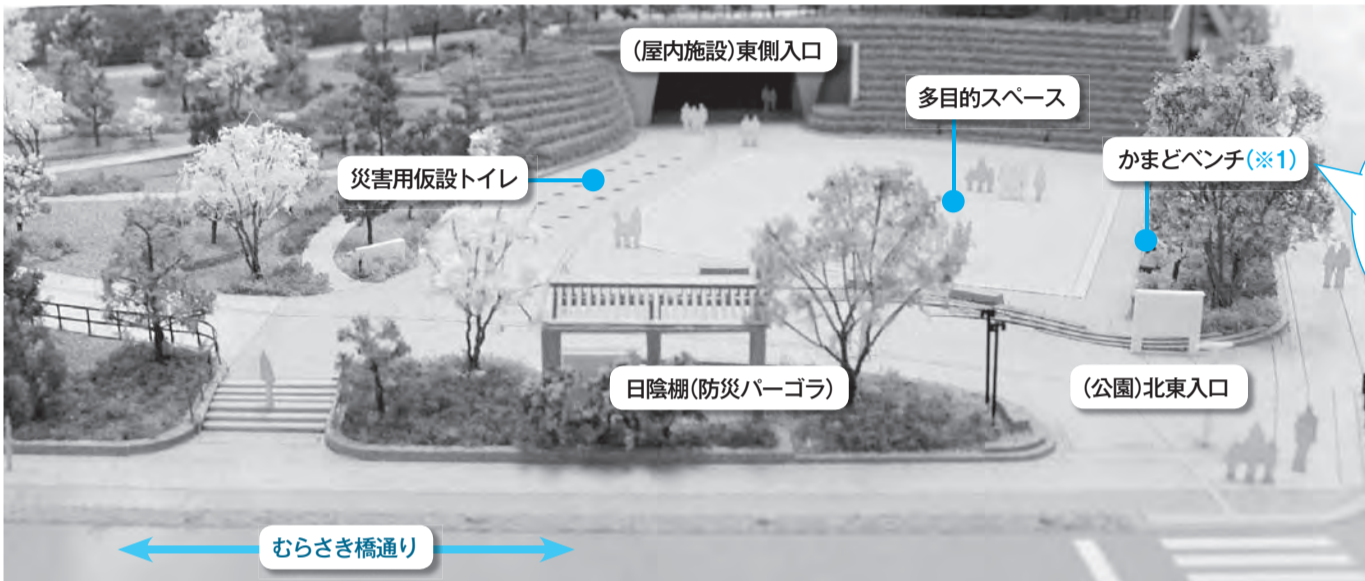 (屋内施設)東側入口
多目的スペース
かまどベンチ(※1)
災害用仮設トイレ
日陰棚(防災パーゴラ)
(公園)北東入口
むらさき橋通り